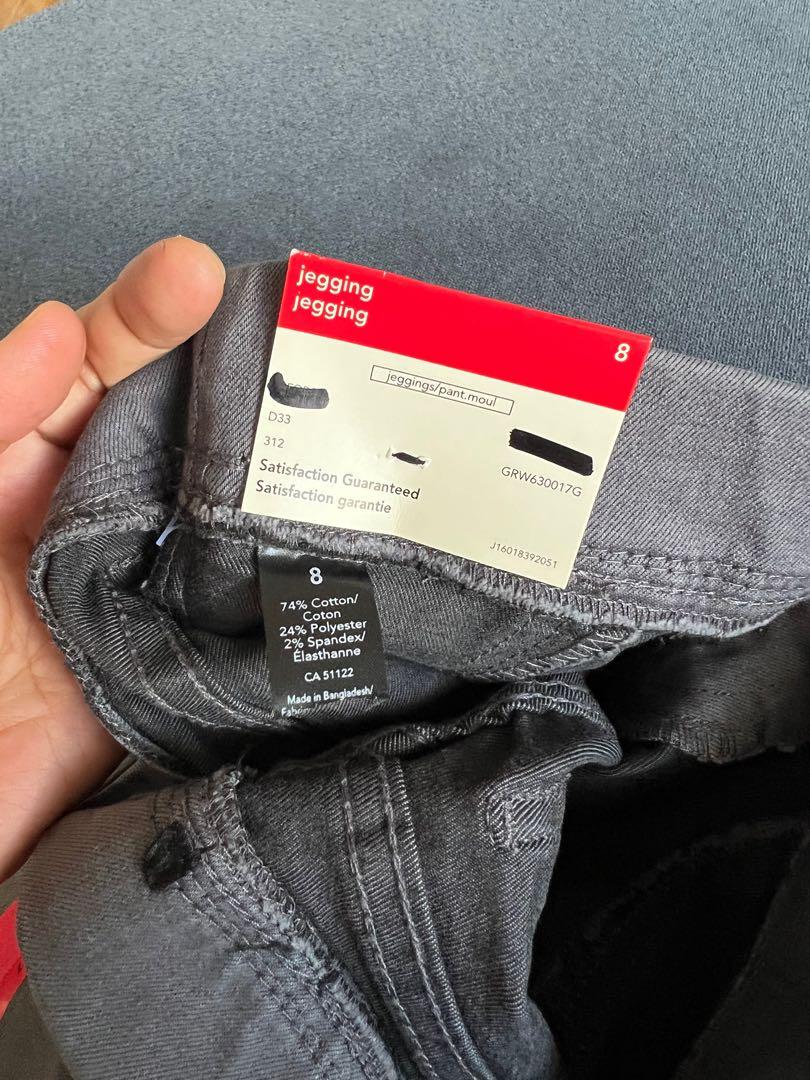 jegging
jegging
8
jeggings/pant.moul
D33
312
GRW630017G
Satisfaction Guaranteed
Satisfaction garantie
J16018392051
8
74% Cotton/
Coton
24% Polyester
2% Spandex/
Élasthanne
CA 51122
Made in Bangladesh/